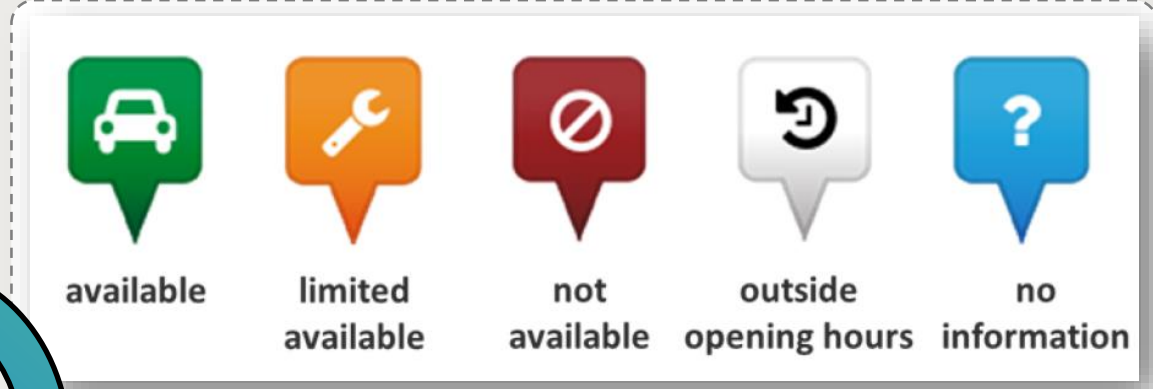 ?
available
limited
available
not
available
outside
opening hours
no
information